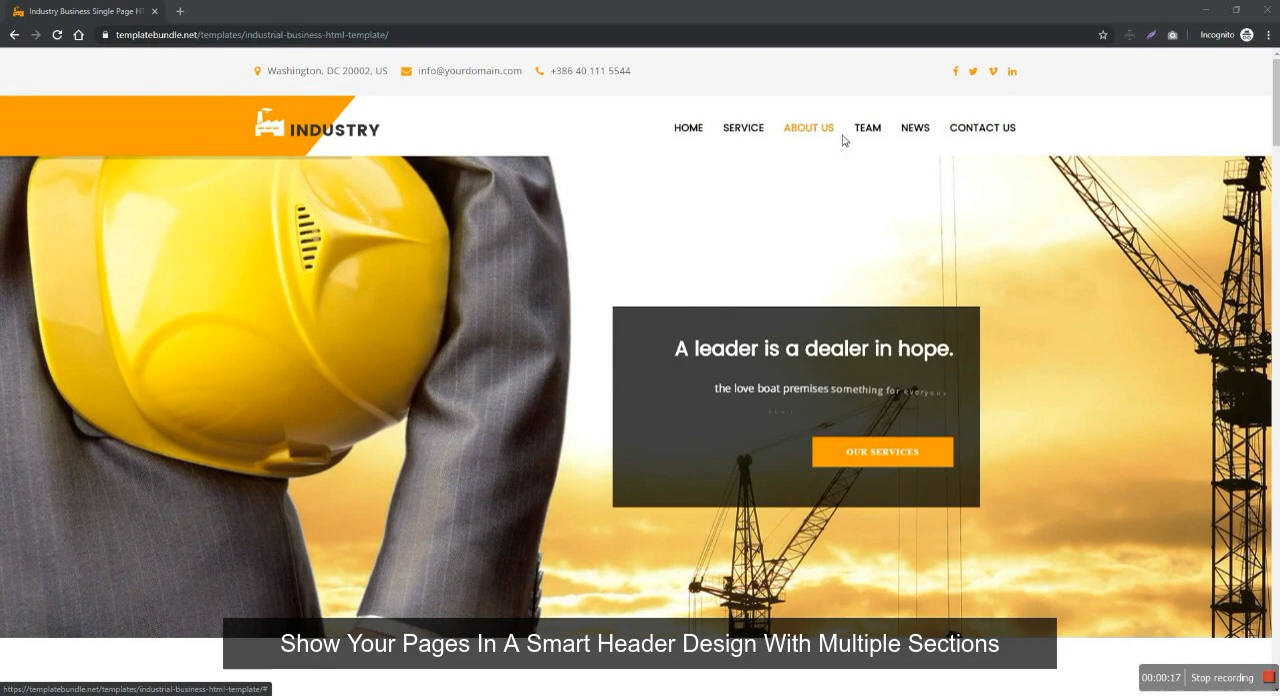 Industry Business Single Page HT
templatebundle.net/templates/industrial-business-html-template/
Incognito
Washington, DC 20002, US info@yourdomain.com +386 40 111 5544
INDUSTRY
HOME SERVICE ABOUT US TEAM NEWS CONTACT US
A leader is a dealer in hope.
the love boat premises something for everyone
OUR SERVICES
Show Your Pages In A Smart Header Design With Multiple Sections
00:00:17 Stop recording
https://templatebundle.net/templates/industrial-business-html-template/#